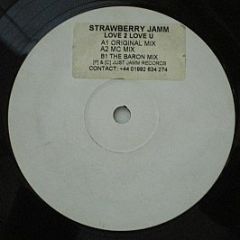 STRAWBERRY JAMM
LOVE 2 LOVE U
A1 ORIGINAL MIX
A2 MC MIX
B1 THE BARON MIX
[P] & [C] JUST JAMM RECORDS
CONTACT: +44 01992 634 274